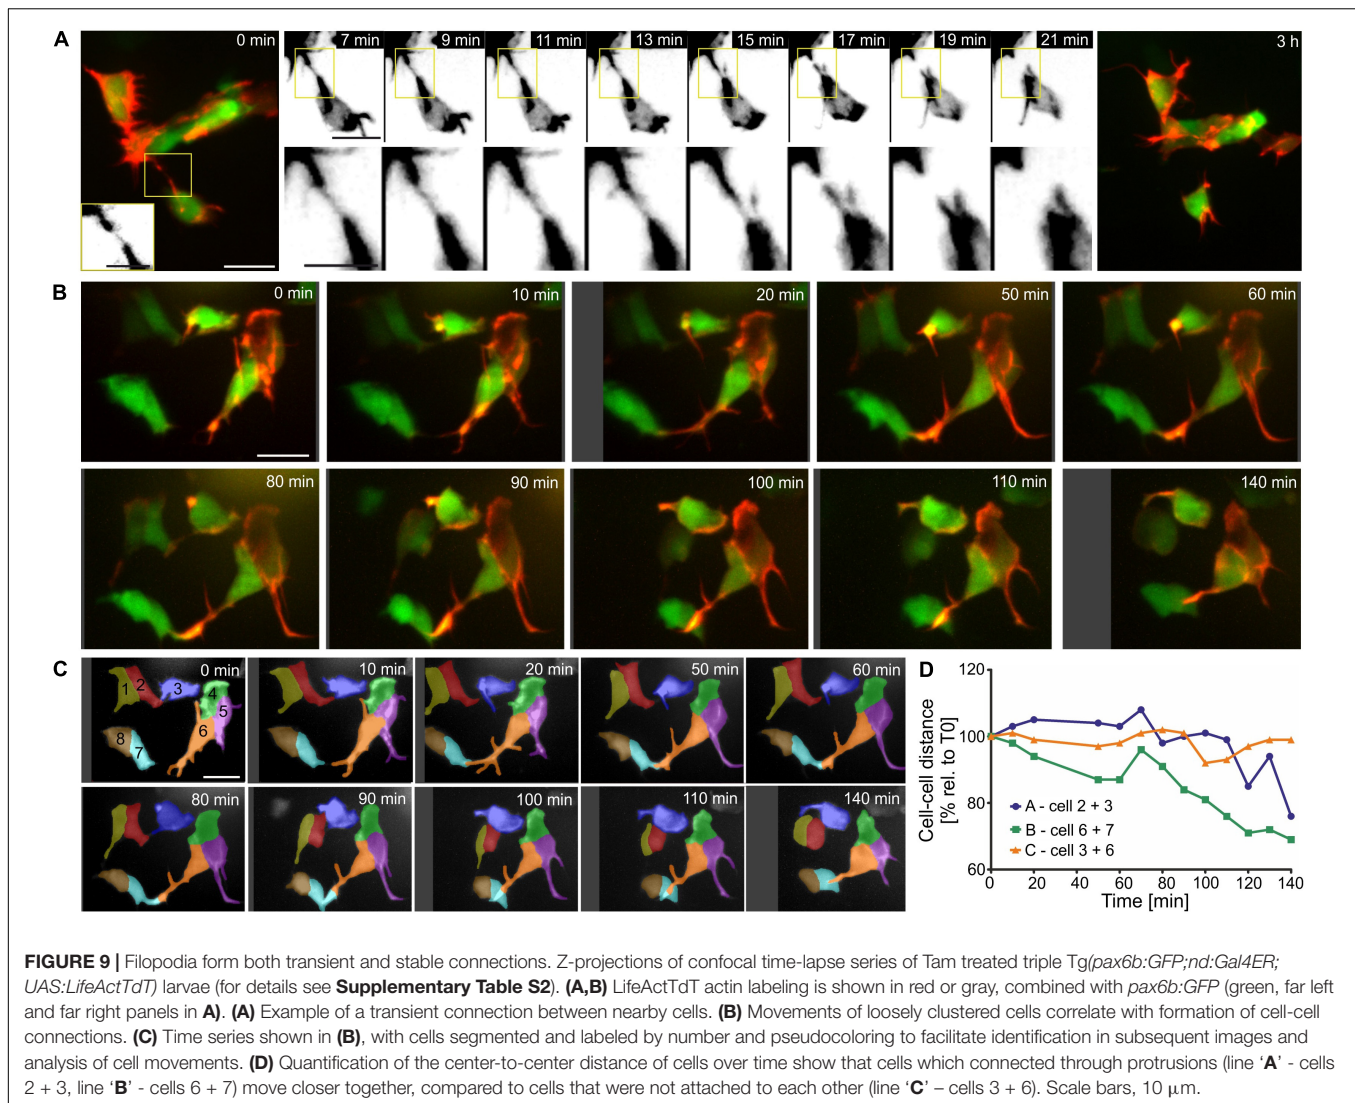 A
0 min
7 min
9 min
11 min
13 min
15 min
17 min
19 min
21 min
3 h
B
0 min
10 min
20 min
50 min
60 min
80 min
90 min
100 min
110 min
140 min
C
0 min
10 min
20 min
50 min
60 min
1
2
3
4
5
6
7
8
80 min
90 min
100 min
110 min
140 min
D
120
100
80
60
Cell-cell distance
[% rel. to T0]
A - cell 2 + 3
B - cell 6 + 7
C - cell 3 + 6
0 20 40 60 80 100 120 140
Time [min]
FIGURE 9 | Filopodia form both transient and stable connections. Z-projections of confocal time-lapse series of Tam treated triple Tg(pax6b:GFP;nd:Gal4ER;
UAS:LifeActTdT) larvae (for details see Supplementary Table S2). (A,B) LifeActTdT actin labeling is shown in red or gray, combined with pax6b:GFP (green, far left
and far right panels in A). (A) Example of a transient connection between nearby cells. (B) Movements of loosely clustered cells correlate with formation of cell-cell
connections. (C) Time series shown in (B), with cells segmented and labeled by number and pseudocoloring to facilitate identification in subsequent images and
analysis of cell movements. (D) Quantification of the center-to-center distance of cells over time show that cells which connected through protrusions (line ‘A’ - cells
2 + 3, line ‘B’ - cells 6 + 7) move closer together, compared to cells that were not attached to each other (line ‘C’ – cells 3 + 6). Scale bars, 10 μm.